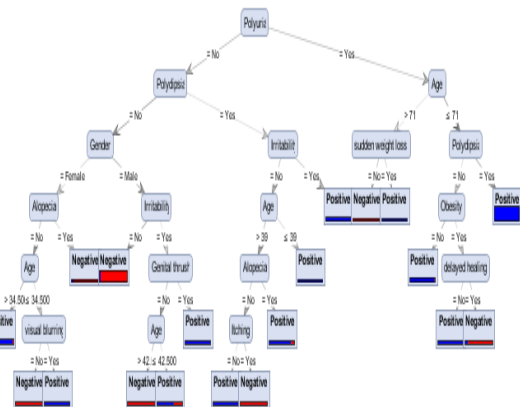 Polyuria
= No
= Yes
Polydipsia
Age
= No
= Yes
> 71
≤ 71
Gender
Irritability
sudden weight loss
Polydipsia
= Female
= Male
= No
= Yes
= No
= Yes
= No
= Yes
Alopecia
Irritability
Age
Positive
Negative
Positive
Obesity
Positive
= No
= Yes
= No
= Yes
> 39
≤ 39
= No
= Yes
Age
Negative
Negative
Genital thrush
Alopecia
Positive
Positive
delayed healing
> 34.500
≤ 34.500
= No
= Yes
= No
= Yes
= No
= Yes
visual blurring
Age
Positive
Itching
Positive
Positive
Negative
= No
= Yes
> 42.
≤ 42.500
= No
= Yes
Negative
Positive
Negative
Positive
Positive
Negative